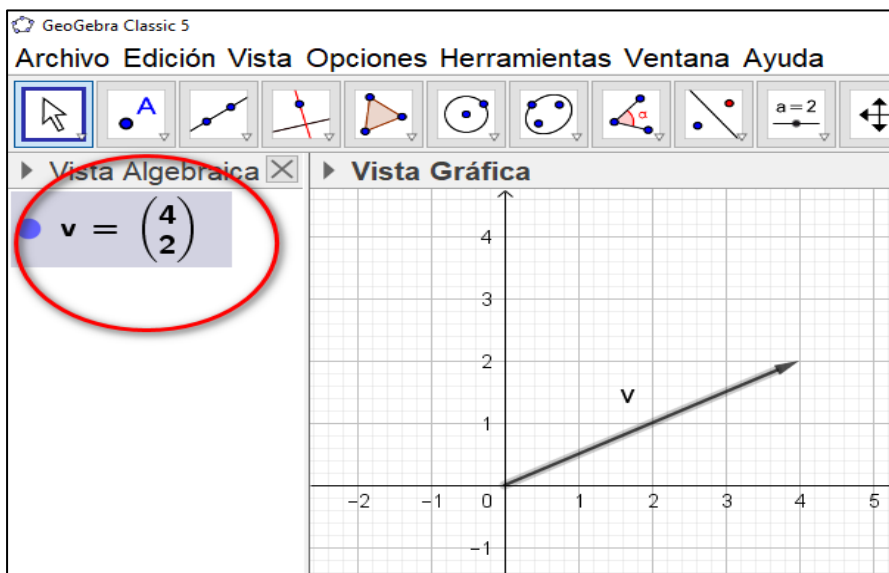 GeoGebra Classic 5
Archivo Edición Vista Opciones Herramientas Ventana Ayuda
A
α
a=2
Vista Algebraica
Vista Gráfica
v = (4
2)
4
3
2
v
1
−2 −1 0 1 2 3 4 5
−1